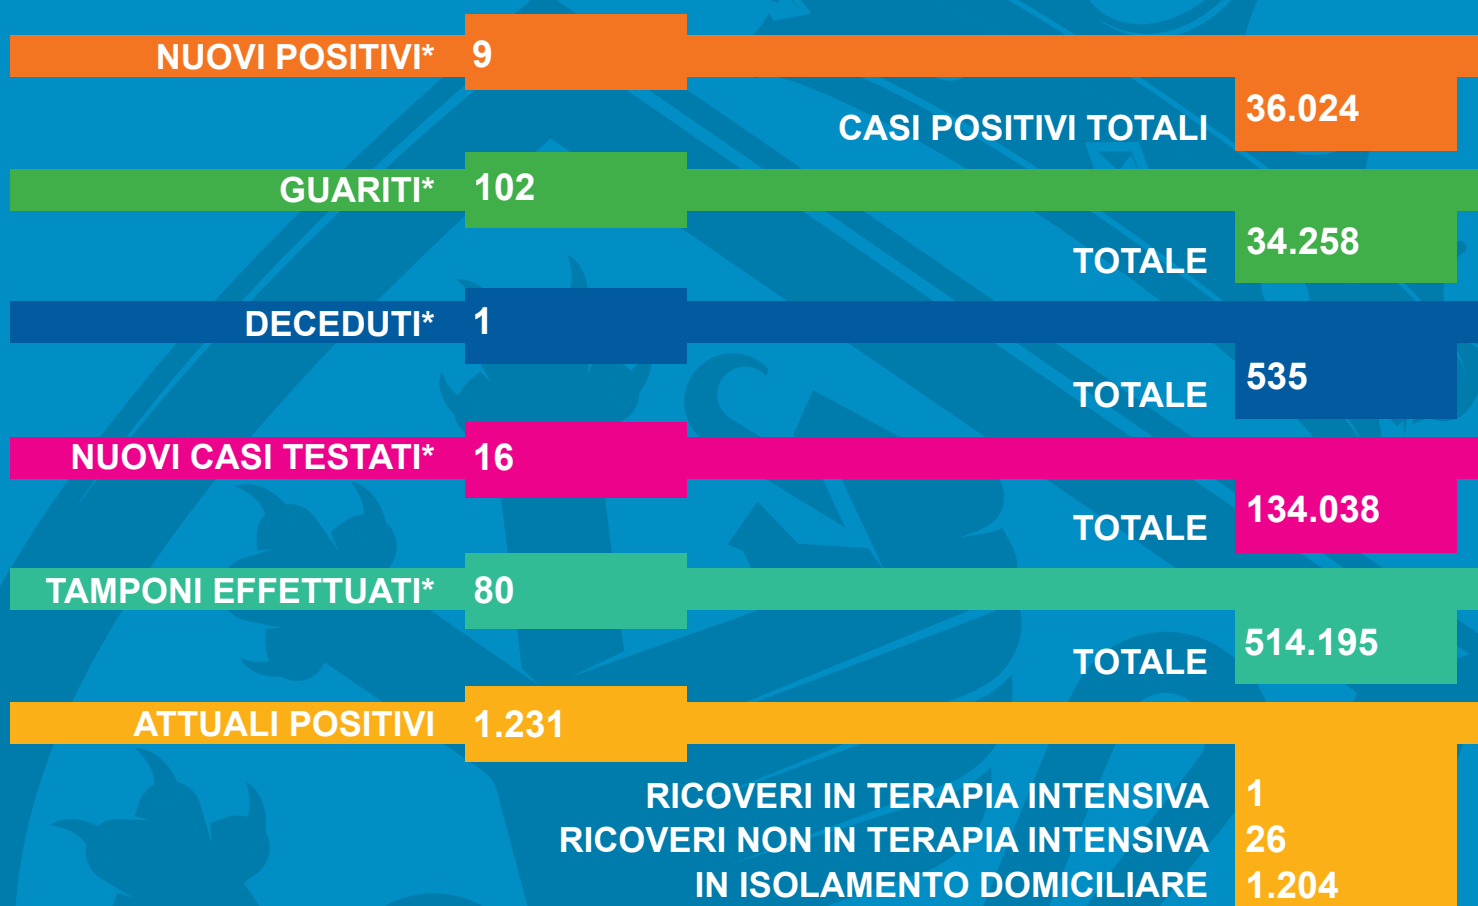 NUOVI POSITIVI* 9
CASI POSITIVI TOTALI 36.024
GUARITI* 102
TOTALE 34.258
DECEDUTI* 1
TOTALE 535
NUOVI CASI TESTATI* 16
TOTALE 134.038
TAMPONI EFFETTUATI* 80
TOTALE 514.195
ATTUALI POSITIVI 1.231
RICOVERI IN TERAPIA INTENSIVA 1
RICOVERI NON IN TERAPIA INTENSIVA 26
IN ISOLAMENTO DOMICILIARE 1.204